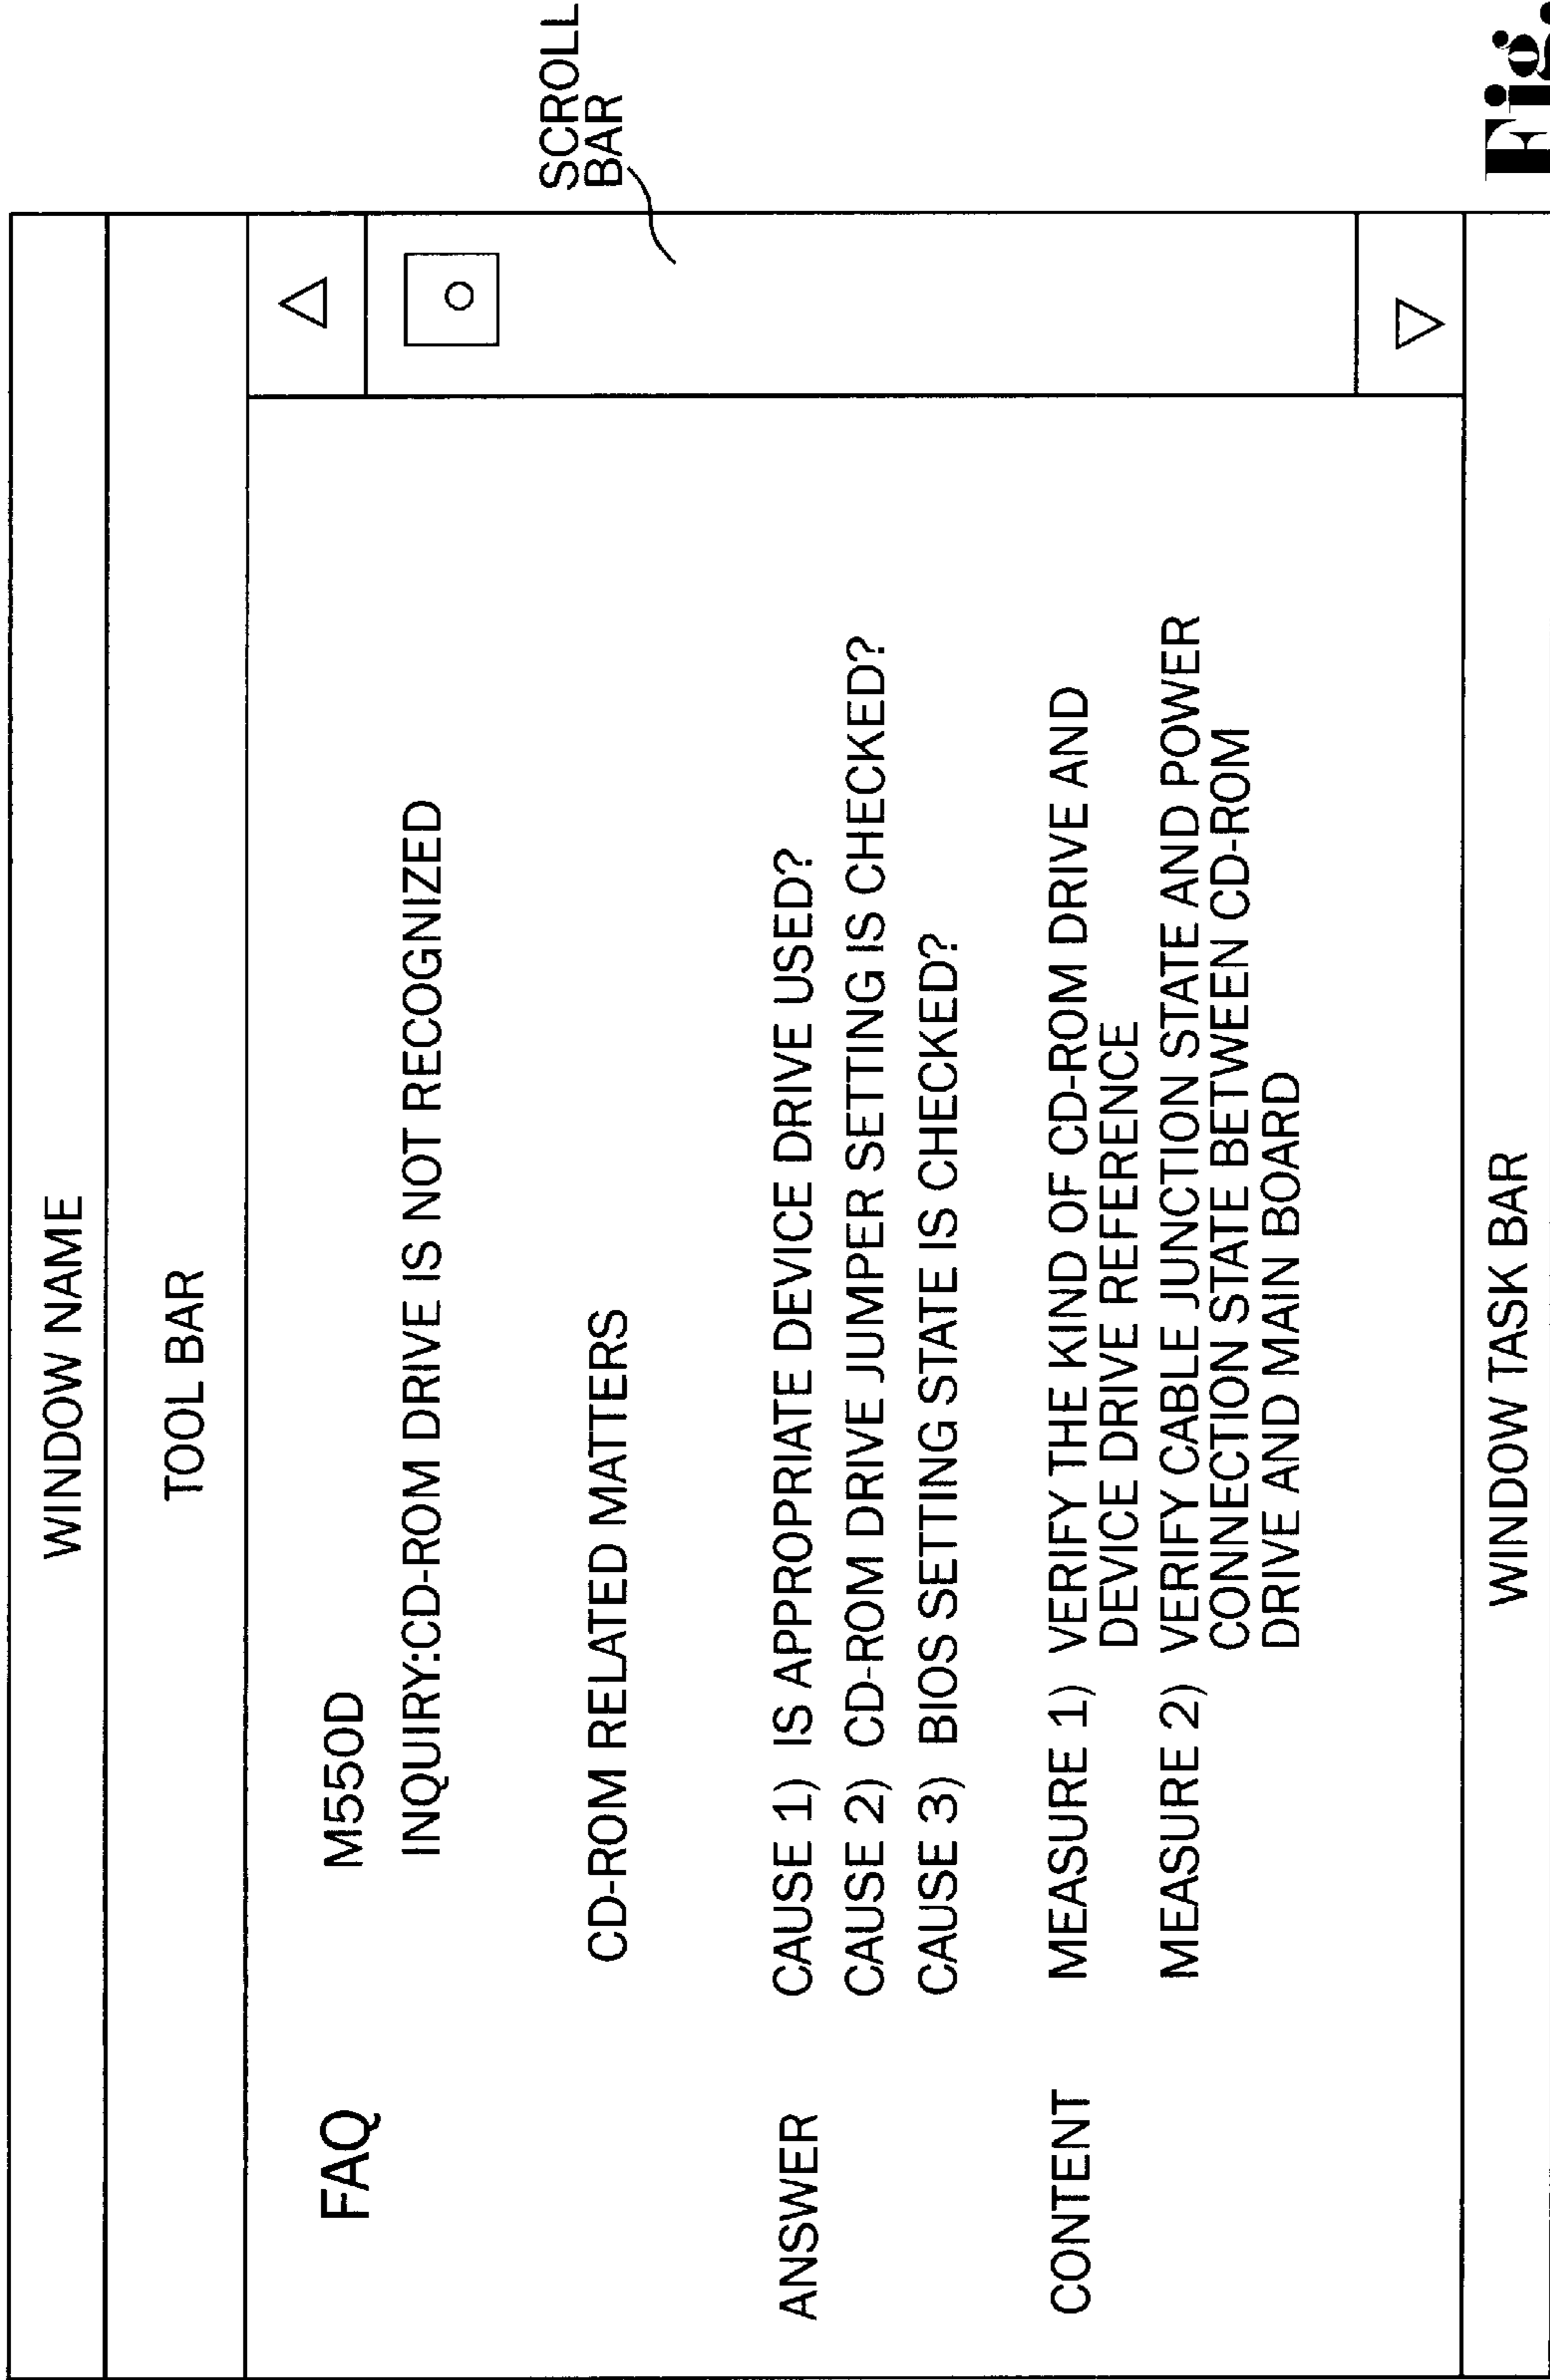 WINDOW NAME
TOOL BAR
FAQ M550D
INQUIRY:CD-ROM DRIVE IS NOT RECOGNIZED
SCROLL
BAR
CD-ROM RELATED MATTERS
ANSWER CAUSE 1) IS APPROPRIATE DEVICE DRIVE USED?
CAUSE 2) CD-ROM DRIVE JUMPER SETTING IS CHECKED?
CAUSE 3) BIOS SETTING STATE IS CHECKED?
CONTENT MEASURE 1) VERIFY THE KIND OF CD-ROM DRIVE AND
DEVICE DRIVE REFERENCE
MEASURE 2) VERIFY CABLE JUNCTION STATE AND POWER
CONNECTION STATE BETWEEN CD-ROM
DRIVE AND MAIN BOARD
WINDOW TASK BAR
Fig.